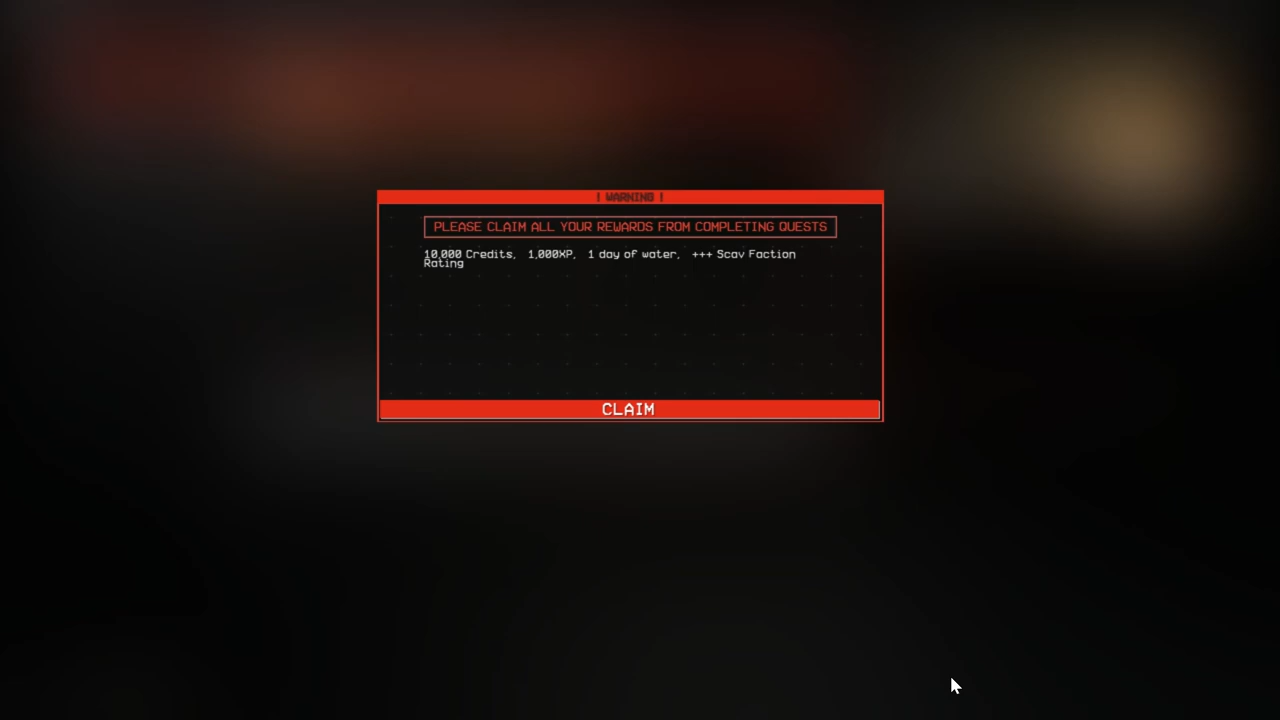 ! WARNING !
PLEASE CLAIM ALL YOUR REWARDS FROM COMPLETING QUESTS
10,000 Credits, 1,000XP, 1 day of water, +++ Scav Faction
Rating
CLAIM